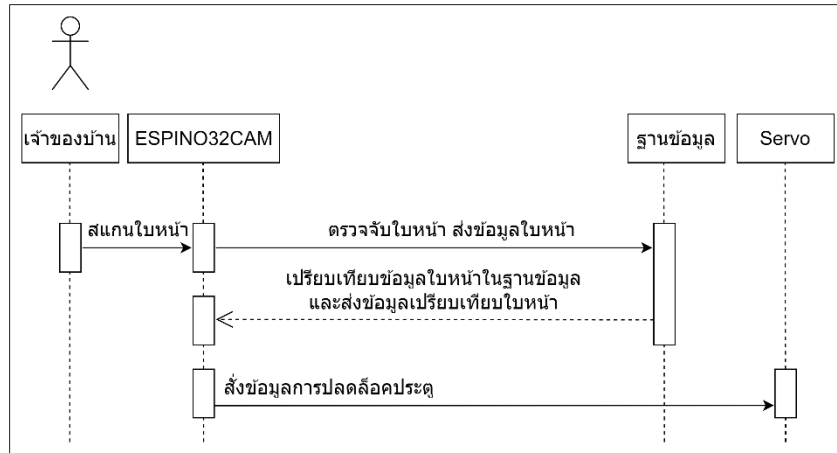 เจ้าของบ้าน
ESPINO32CAM
ฐานข้อมูล
Servo
สแกนใบหน้า
ตรวจจับใบหน้า ส่งข้อมูลใบหน้า
เปรียบเทียบข้อมูลใบหน้าในฐานข้อมูล
และส่งข้อมูลเปรียบเทียบใบหน้า
สั่งข้อมูลการปลดล็อคประตู